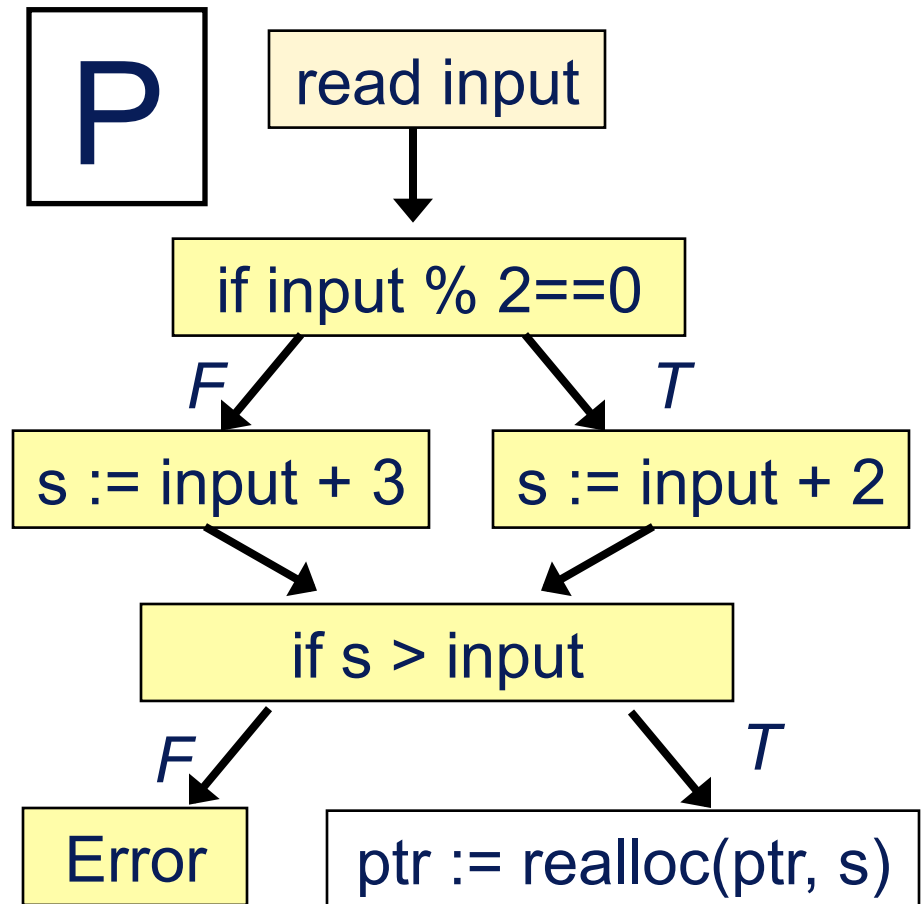 P
read input
if input % 2==0
F
T
s := input + 3
s := input + 2
if s > input
F
T
Error
ptr := realloc(ptr, s)